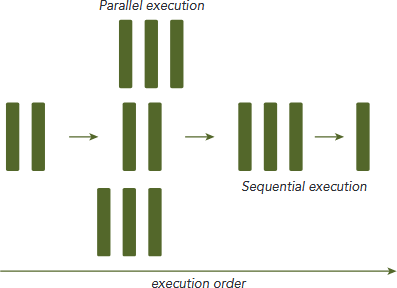 Parallel execution
Sequential execution
execution order